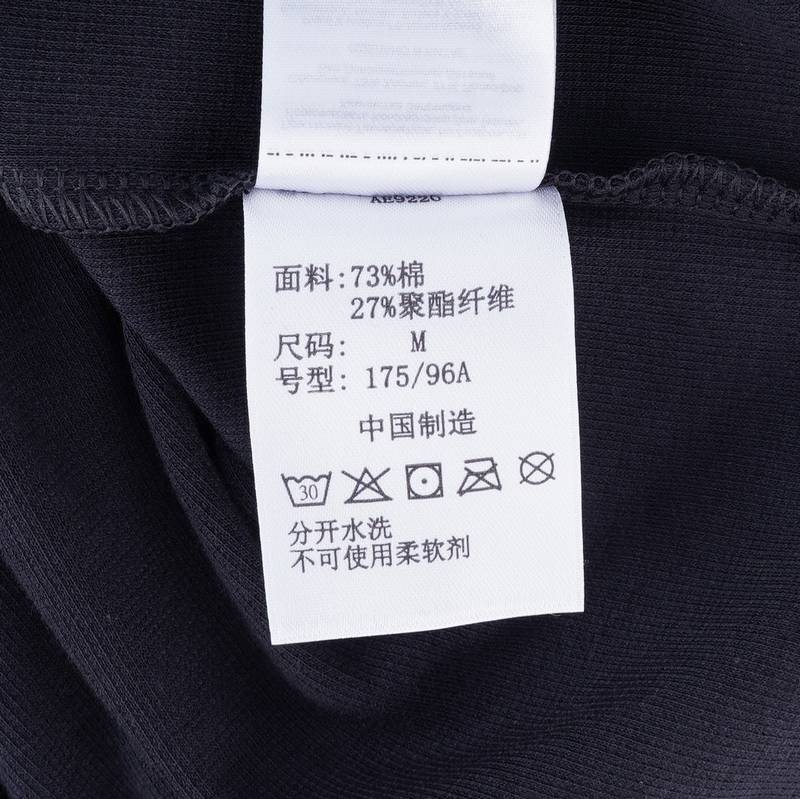 AE9226
面料:73%棉
27%聚酯纤维
尺码: M
号型: 175/96A
中国制造
30
分开水洗
不可使用柔软剂